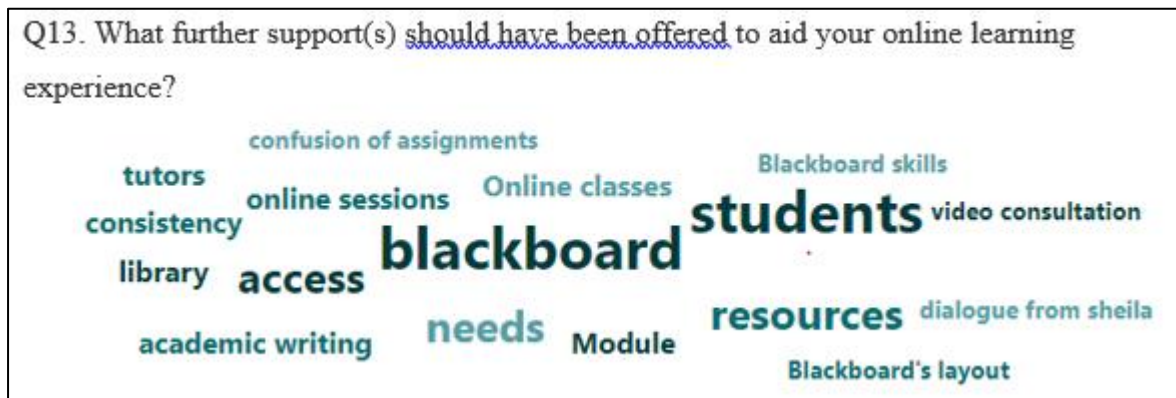 Q13. What further support(s) should have been offered to aid your online learning
experience?
confusion of assignments
Blackboard skills
tutors
Online classes
online sessions
students
video consultation
consistency
blackboard
library
access
resources
dialogue from sheila
needs
Module
academic writing
Blackboard's layout